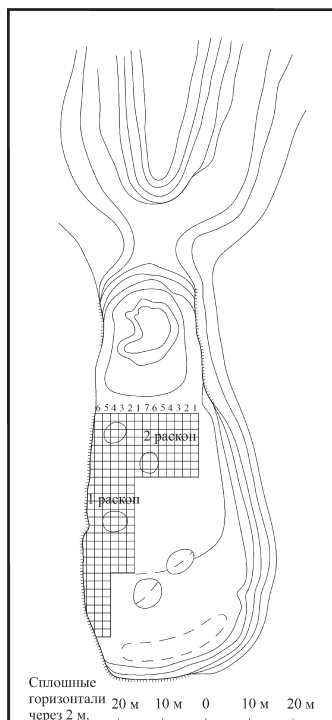 6 5 4 3 2 1 7 6 5 4 3 2 1
2 раскоп
1 раскоп
Сплошные
горизонтали
через 2 м.
20 м 10 м 0 10 м 20 м